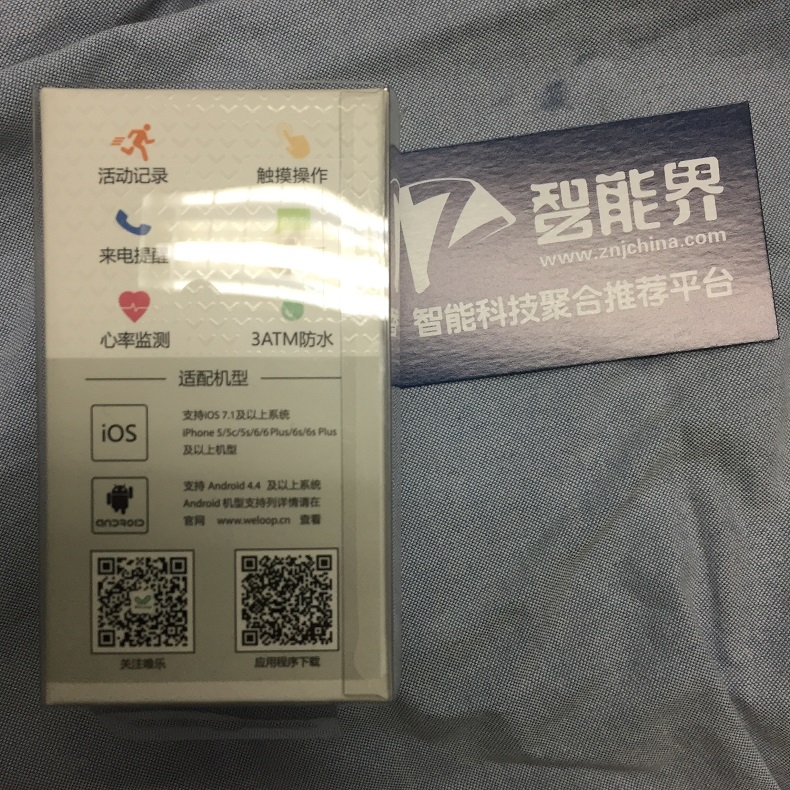 活动记录
触摸操作
来电提醒
心率监测
3ATM防水
适配机型
iOS
支持iOS 7.1及以上系统
iPhone 5/5c/5s/6/6 Plus/6s/6s Plus
及以上机型
ANDROID
支持 Android 4.4 及以上系统
Android 机型支持列详情请在
官网 www.weloop.cn 查看
关注唯乐
应用程序下载
智能界
www.znjchina.com
智能科技聚合推荐平台